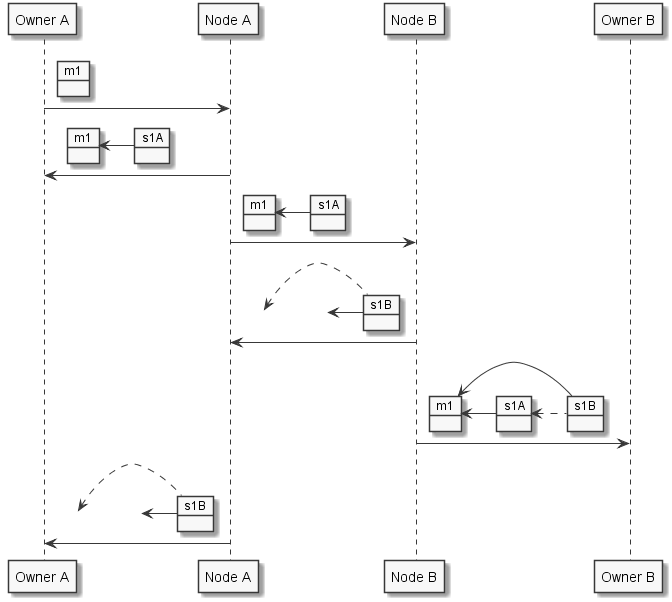 Owner A Node A Node B Owner B
m1
m1 s1A
m1 s1A
s1B
m1 s1A s1B
s1B
Owner A Node A Node B Owner B